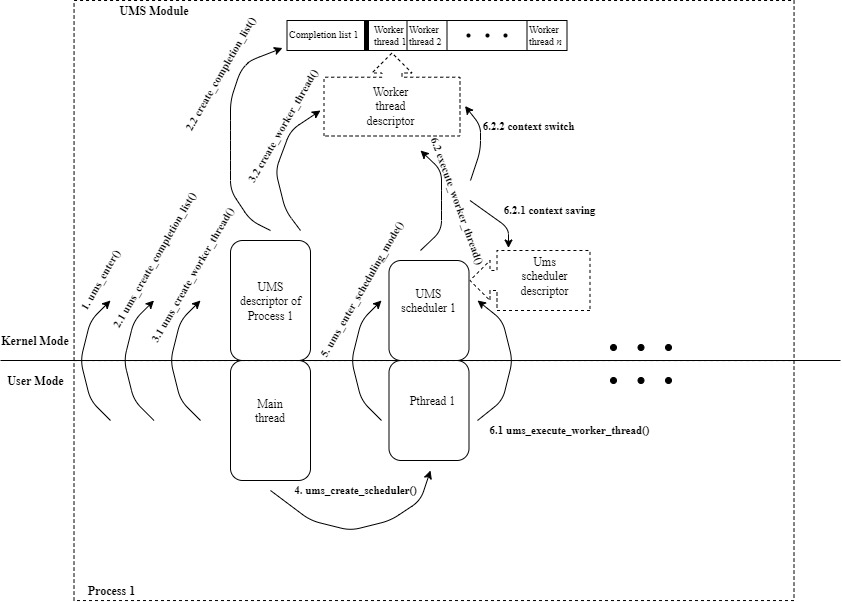 UMS Module
Completion list 1
Worker
thread 1
Worker
thread 2
Worker
thread n
2.2 create_completion_list()
3.2 create_worker_thread()
Worker
thread
descriptor
6.2.2 context switch
6.2 execute_worker_thread()
6.2.1 context saving
1. ums_enter()
2.1 ums_create_completion_list()
3.1 ums_create_worker_thread()
UMS
descriptor of
Process 1
5. ums_enter_scheduling_mode()
UMS
scheduler 1
Ums
scheduler
descriptor
Kernel Mode
User Mode
Main
thread
Pthread 1
6.1 ums_execute_worker_thread()
4. ums_create_scheduler()
Process 1